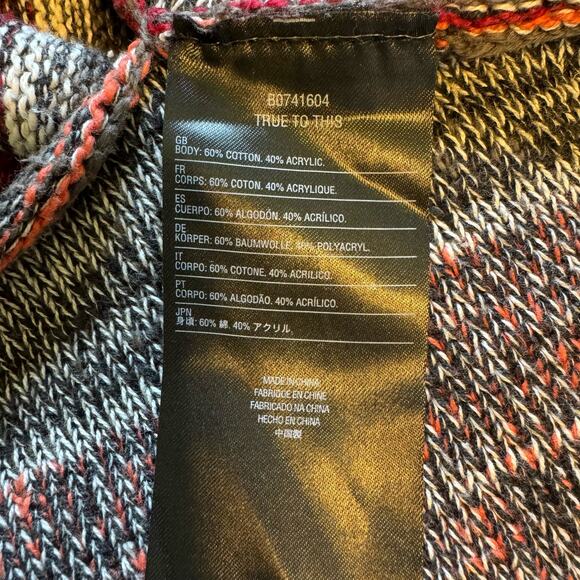 B0741604
TRUE TO THIS
GB
BODY: 60% COTTON. 40% ACRYLIC.
FR
CORPS: 60% COTON. 40% ACRYLIQUE.
ES
CUERPO: 60% ALGODÓN. 40% ACRÍLICO.
DE
KÖRPER: 60% BAUMWOLLE. 40% POLYACRYL.
IT
CORPO: 60% COTONE. 40% ACRILICO.
PT
CORPO: 60% ALGODÃO. 40% ACRÍLICO.
JPN
身頃: 60% 綿. 40% アクリル.
MADE IN CHINA
FABRIQUE EN CHINE
FABRICADO NA CHINA
HECHO EN CHINA
中国製